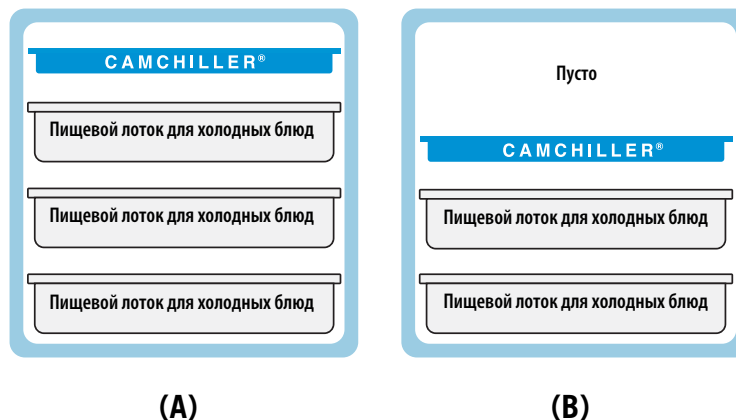 CAMCHILLER®
Пищевой лоток для холодных блюд
Пищевой лоток для холодных блюд
Пищевой лоток для холодных блюд
(A)
Пусто
CAMCHILLER®
Пищевой лоток для холодных блюд
Пищевой лоток для холодных блюд
(B)